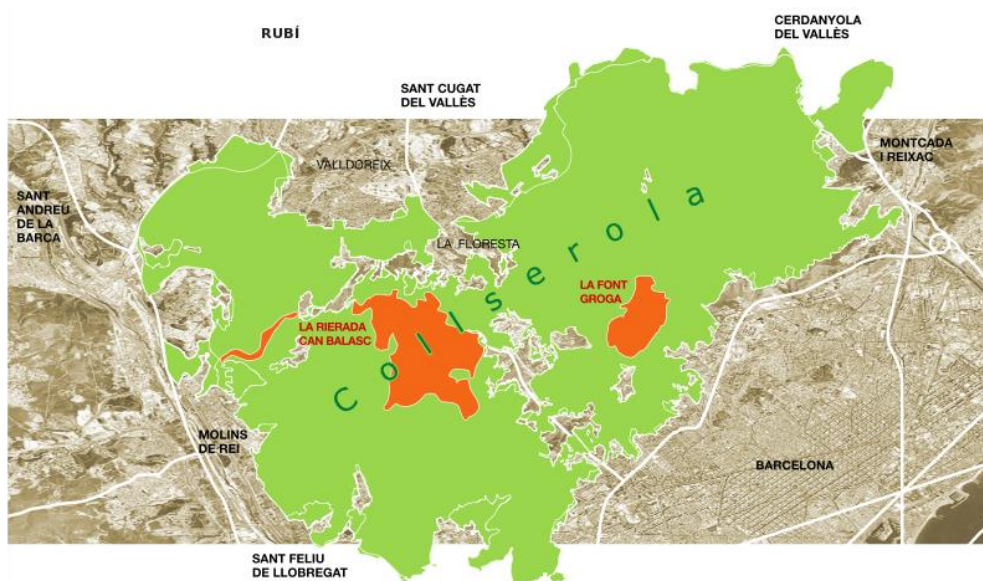 RUBÍ
CERDANYOLA
DEL VALLÈS
SANT CUGAT
DEL VALLÈS
MONTCADA
I REIXAC
VALLDOREIX
SANT
ANDREU
DE LA
BARCA
LA FLORESTA
Collserola
LA FONT
GROGA
LA RIERADA
CAN BALASC
MOLINS
DE REI
BARCELONA
SANT FELIU
DE LLOBREGAT